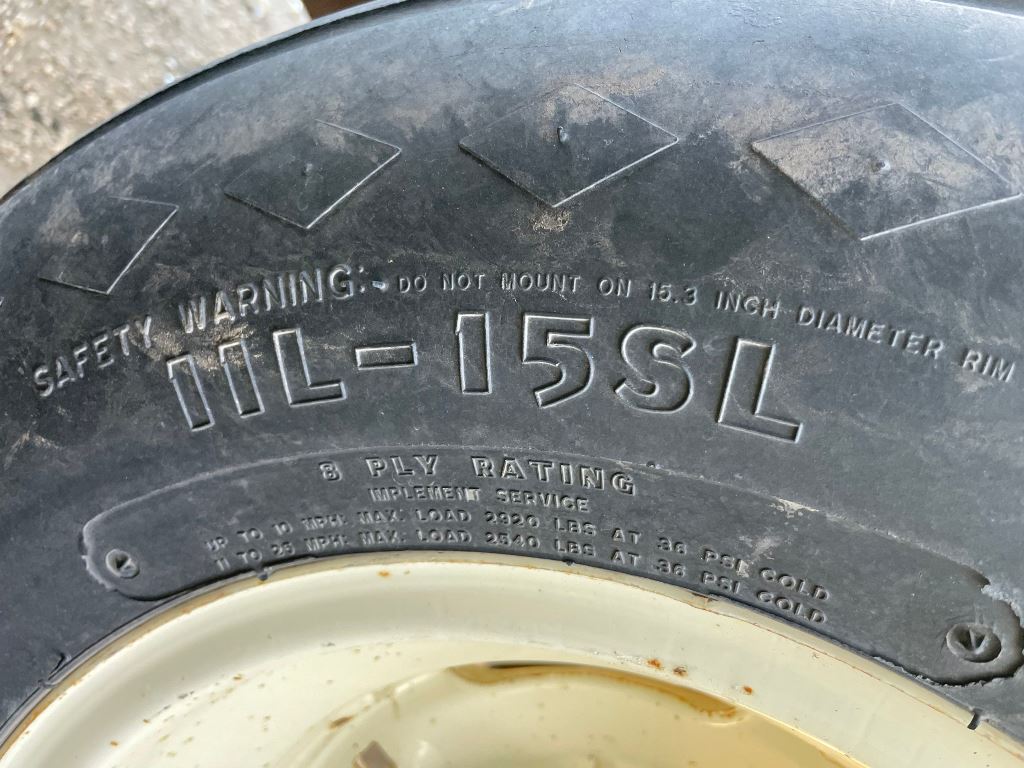 SAFETY WARNING: DO NOT MOUNT ON 15.3 INCH DIAMETER RIM
11L-15SL
8 PLY RATING
IMPLEMENT SERVICE
UP TO 10 MPH: MAX. LOAD 2920 LBS AT 36 PSI COLD
11 TO 25 MPH: MAX. LOAD 2540 LBS AT 36 PSI COLD